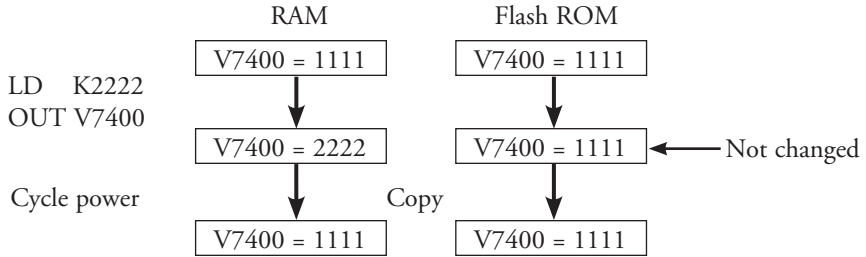 RAM Flash ROM
V7400 = 1111 V7400 = 1111
LD K2222
OUT V7400
V7400 = 2222 V7400 = 1111 Not changed
Cycle power Copy
V7400 = 1111 V7400 = 1111